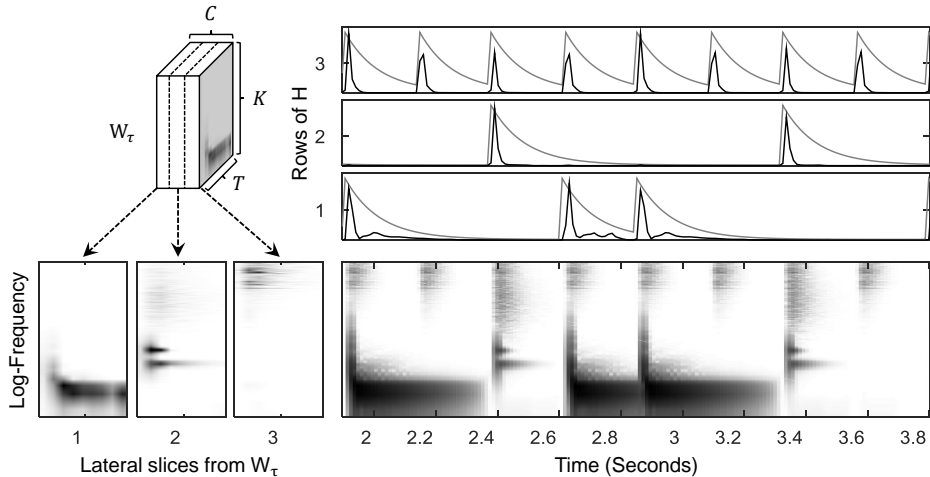 C
K
W_τ
T
Rows of H
3
2
1
Log-Frequency
1 2 3
Lateral slices from W_τ
2 2.2 2.4 2.6 2.8 3 3.2 3.4 3.6 3.8
Time (Seconds)